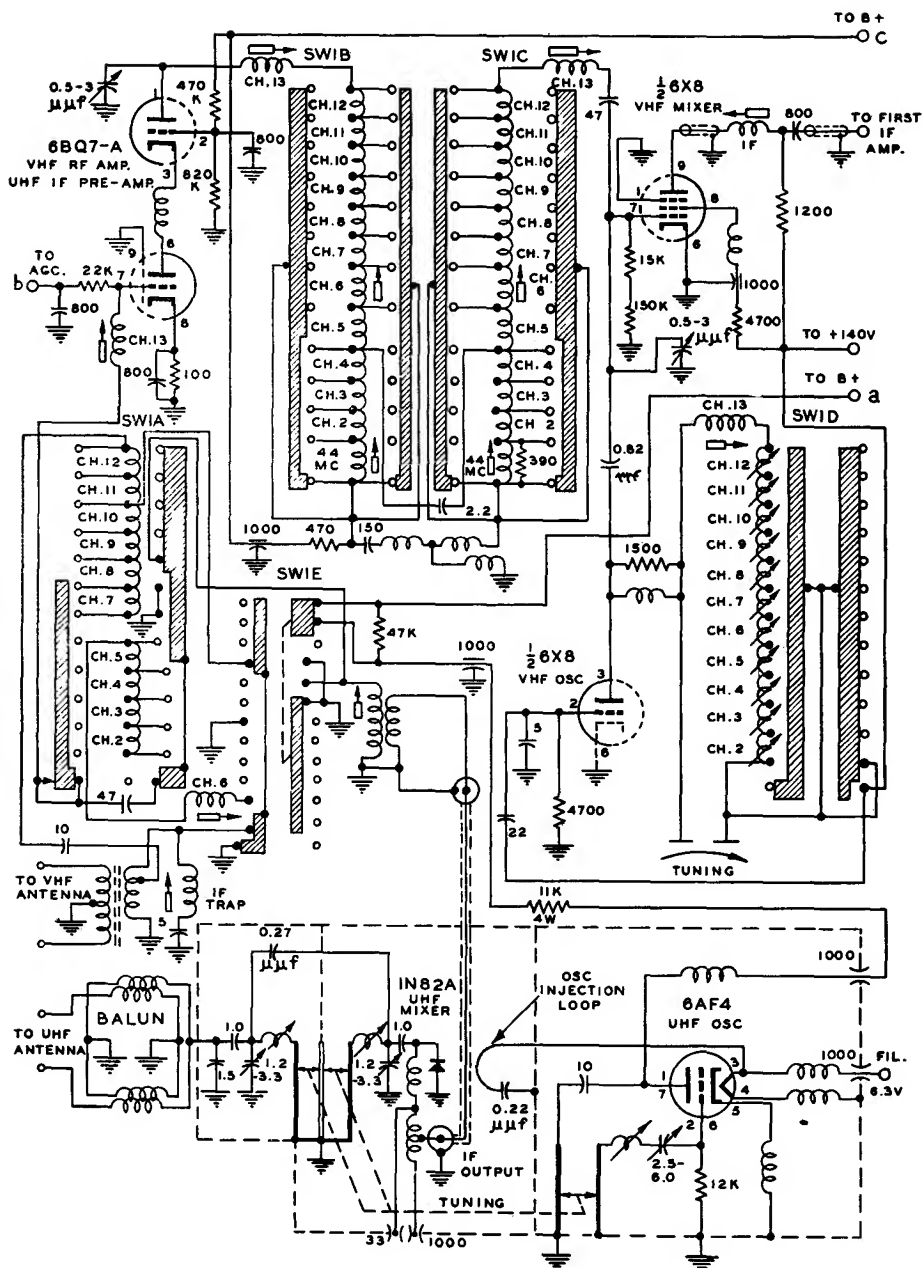 TO B+
C
SW1B
SW1C
CH.13
CH.13
0.5-3
μμf
470
K
1
2
3
6BQ7-A
VHF RF AMP.
UHF IF PRE-AMP.
820
K
800
CH.12
CH.11
CH.10
CH.9
CH.8
CH.7
CH.6
CH.5
CH.4
CH.3
CH.2
44
MC
CH.12
CH.11
CH.10
CH.9
CH.8
CH.7
CH.
6
CH.5
CH.4
CH.3
CH 2
44
MC
390
2.2
47
1/2 6X8
VHF MIXER
IF
800
TO FIRST
IF
AMP.
9
1
7
8
6
1200
15K
150K
1000
4700
0.5-3
μμf
TO +140V
TO B+
a
TO
AGC.
b
22K
800
6
9
7
8
CH.13
800
100
SW1A
CH.12
CH.11
CH.10
CH.9
CH.8
CH.7
CH.5
CH.4
CH.3
CH.2
47
CH.6
1000
470
150
SW1E
47K
1000
SW1D
CH.13
CH.12
CH.11
CH.10
CH.9
CH.8
CH.7
CH.6
CH.5
CH.4
CH.3
CH.2
0.82
μμf
1500
1/2 6X8
VHF OSC
3
2
6
5
4700
22
TUNING
10
TO VHF
ANTENNA
5
IF
TRAP
11K
4W
TO UHF
ANTENNA
BALUN
0.27
μμf
1.0
1.5
1.2
-3.3
1.2
-3.3
1.0
IN82A
UHF
MIXER
IF
OUTPUT
TUNING
33
1000
OSC
INJECTION
LOOP
0.22
μμf
10
6AF4
UHF OSC
1
7
3
4
5
2
6
1000
1000
FIL.
6.3V
2.5-
6.0
12K